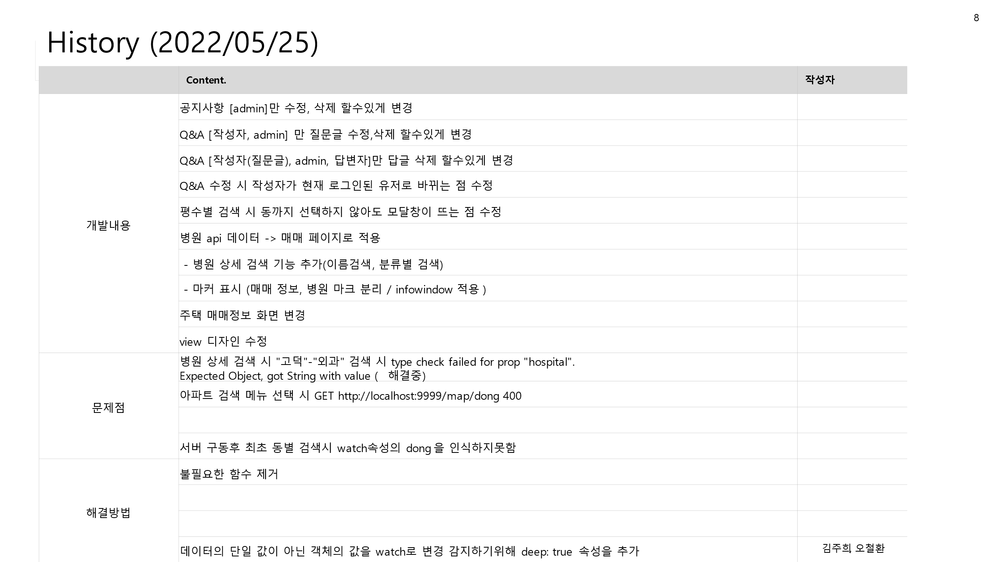 8
History (2022/05/25)
Content.
작성자
개발내용
공지사항 [admin]만 수정, 삭제 할수있게 변경
Q&A [작성자, admin] 만 질문글 수정,삭제 할수있게 변경
Q&A [작성자(질문글), admin, 답변자]만 답글 삭제 할수있게 변경
Q&A 수정 시 작성자가 현재 로그인된 유저로 바뀌는 점 수정
평수별 검색 시 동까지 선택하지 않아도 모달창이 뜨는 점 수정
병원 api 데이터 -> 매매 페이지로 적용
- 병원 상세 검색 기능 추가(이름검색, 분류별 검색)
- 마커 표시 (매매 정보, 병원 마크 분리 / infowindow 적용 )
주택 매매정보 화면 변경
view 디자인 수정
문제점
병원 상세 검색 시 "고덕"-"외과" 검색 시 type check failed for prop "hospital".
Expected Object, got String with value ( 해결중)
아파트 검색 메뉴 선택 시 GET http://localhost:9999/map/dong 400
서버 구동후 최초 동별 검색시 watch속성의 dong을 인식하지못함
해결방법
불필요한 함수 제거
데이터의 단일 값이 아닌 객체의 값을 watch로 변경 감지하기위해 deep: true 속성을 추가
김주희, 오철환